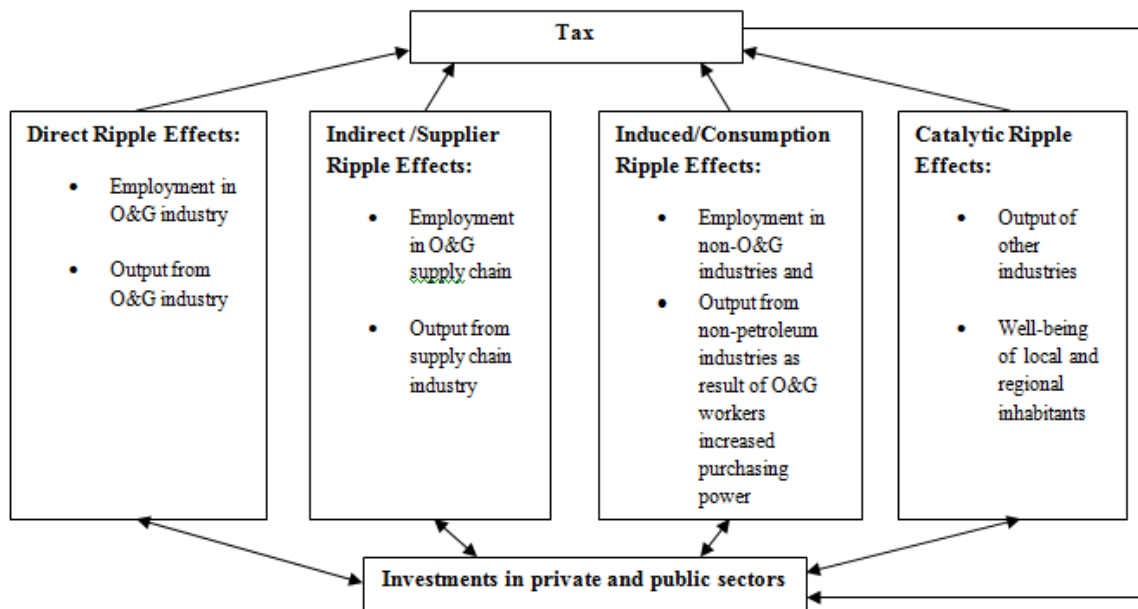 Tax
Direct Ripple Effects:
• Employment in
O&G industry
• Output from
O&G industry
Indirect /Supplier
Ripple Effects:
• Employment
in O&G
supply chain
• Output from
supply chain
industry
Induced/Consumption
Ripple Effects:
• Employment in
non-O&G
industries and
• Output from
non-petroleum
industries as
result of O&G
workers
increased
purchasing
power
Catalytic Ripple
Effects:
• Output of
other
industries
• Well-being
of local and
regional
inhabitants
Investments in private and public sectors